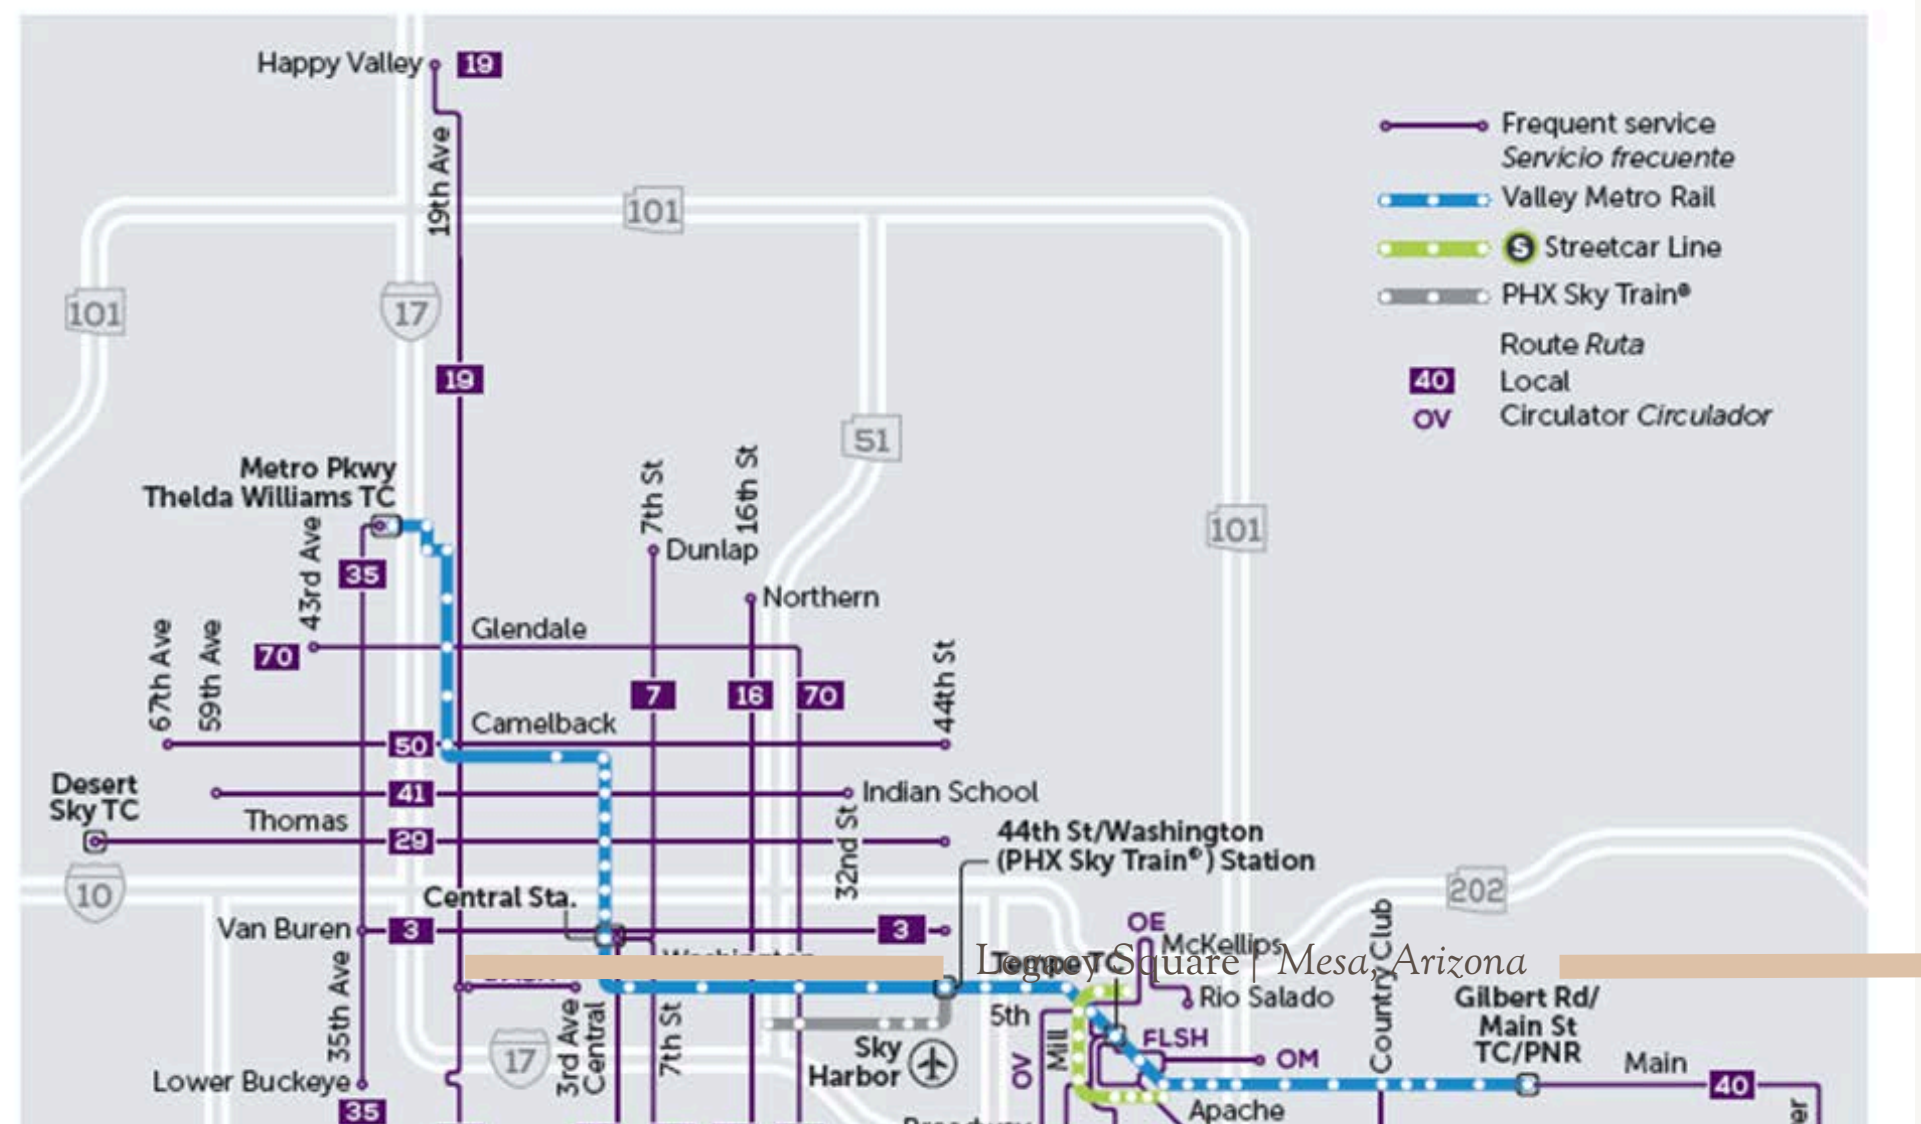 Happy Valley
19
19th Ave
101
101
17
19
51
101
Frequent service
Servicio frecuente
Valley Metro Rail
S Streetcar Line
PHX Sky Train®
Route Ruta
40 Local
OV Circulator Circulador
Metro Pkwy
Thelda Williams TC
43rd Ave
35
7th St
16th St
Dunlap
Northern
67th Ave
59th Ave
70
Glendale
7
16
70
44th St
Camelback
50
Desert
Sky TC
41
Indian School
Thomas
29
32nd St
44th St/Washington
(PHX Sky Train®) Station
10
202
Central Sta.
Van Buren
3
3
OE
McKellips
Country Club
Washington
Tempe TC
Legacy Square | Mesa, Arizona
35th Ave
3rd Ave
Central
7th St
5th
Rio Salado
Gilbert Rd/
Main St
TC/PNR
17
Sky
Harbor
OV
Mill
FLSH
OM
Main
40
Lower Buckeye
35
Apache